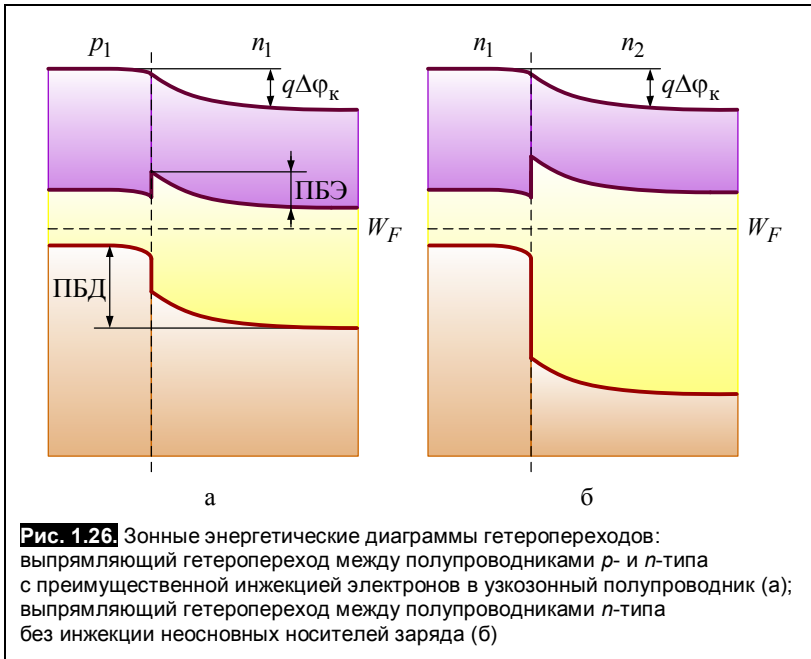 p1 n1 n1 n2
qΔφк qΔφк
ПБЭ
WF WF
ПБД
а б
Рис. 1.26. Зонные энергетические диаграммы гетеропереходов:
выпрямляющий гетеропереход между полупроводниками p- и n-типа
с преимущественной инжекцией электронов в узкозонный полупроводник (а);
выпрямляющий гетеропереход между полупроводниками n-типа
без инжекции неосновных носителей заряда (б)